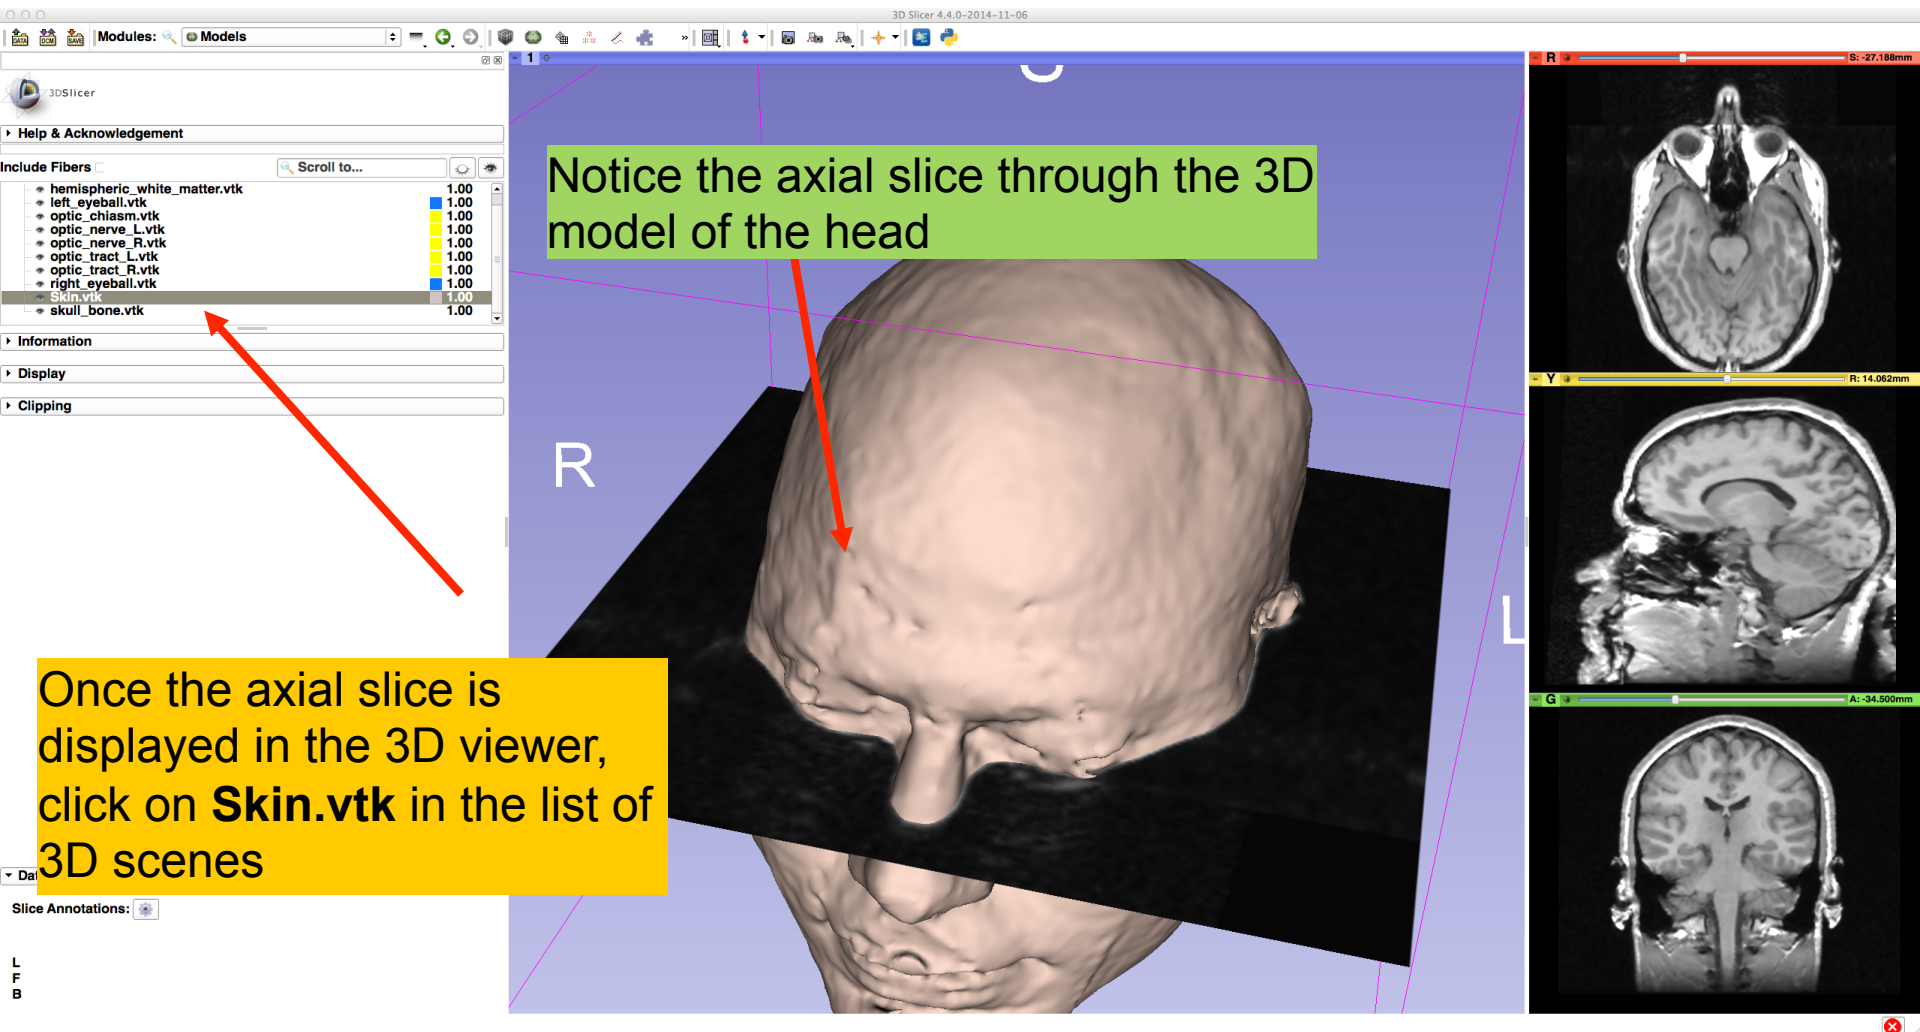 3D Slicer 4.4.0-2014-11-06
DATA DCM SAVE Modules: Models »
1
R S: -27.188mm
3DSlicer
Help & Acknowledgement
Include Fibers Scroll to...
hemispheric_white_matter.vtk 1.00
left_eyeball.vtk 1.00
optic_chiasm.vtk 1.00
optic_nerve_L.vtk 1.00
optic_nerve_R.vtk 1.00
optic_tract_L.vtk 1.00
optic_tract_R.vtk 1.00
right_eyeball.vtk 1.00
Skin.vtk 1.00
skull_bone.vtk 1.00
Information
Display
Clipping
Notice the axial slice through the 3D
model of the head
R
L
Y R: 14.062mm
G A: -34.500mm
Once the axial slice is
displayed in the 3D viewer,
click on Skin.vtk in the list of
3D scenes
Slice Annotations:
L
F
B